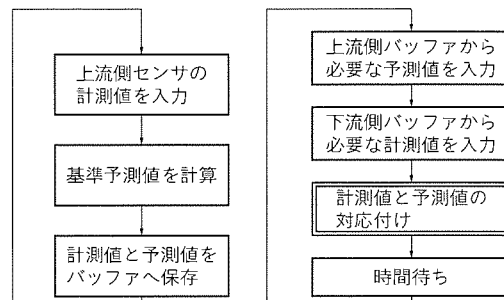 上流側センサの
計測値を入力
基準予測値を計算
計測値と予測値を
バッファへ保存
上流側バッファから
必要な予測値を入力
下流側バッファから
必要な計測値を入力
計測値と予測値の
対応付け
時間待ち